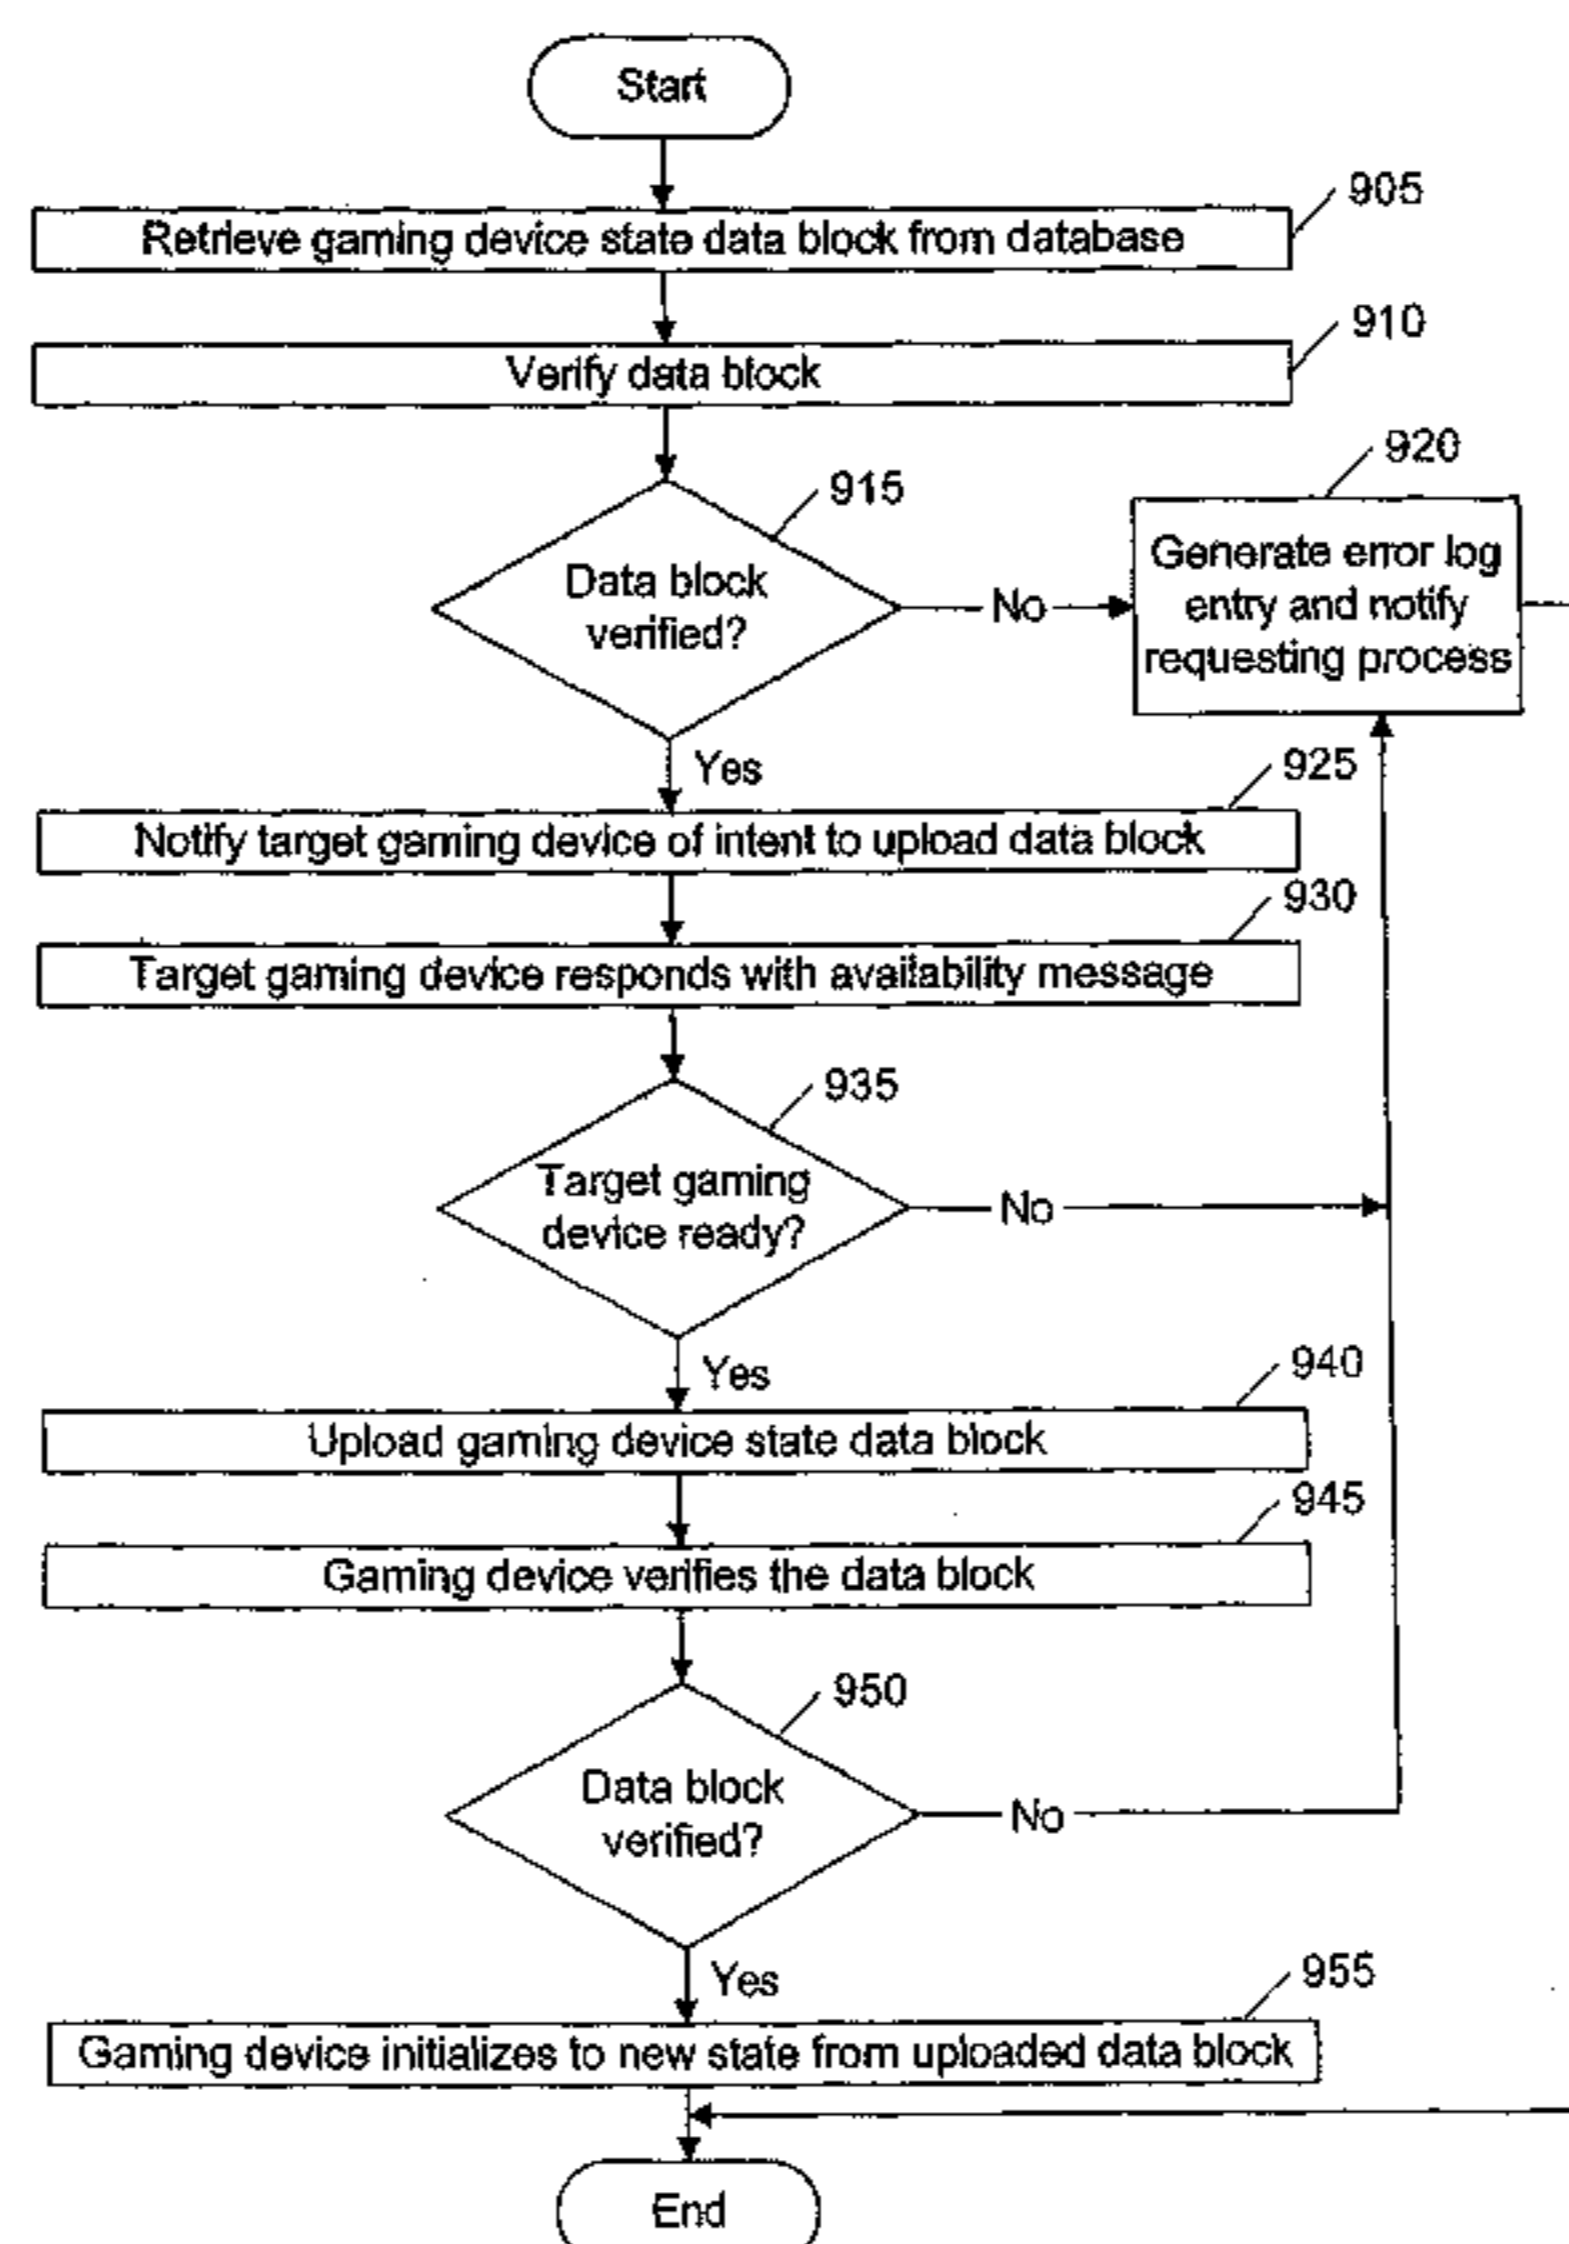 Start
905
Retrieve gaming device state data block from database
910
Verify data block
920
915
Generate error log
entry and notify
requesting process
Data block
verified?
No
Yes
925
Notify target gaming device of intent to upload data block
930
Target gaming device responds with availability message
935
Target gaming
device ready?
No
Yes
940
Upload gaming device state data block
945
Gaming device verifies the data block
950
Data block
verified?
No
Yes
955
Gaming device initializes to new state from uploaded data block
End